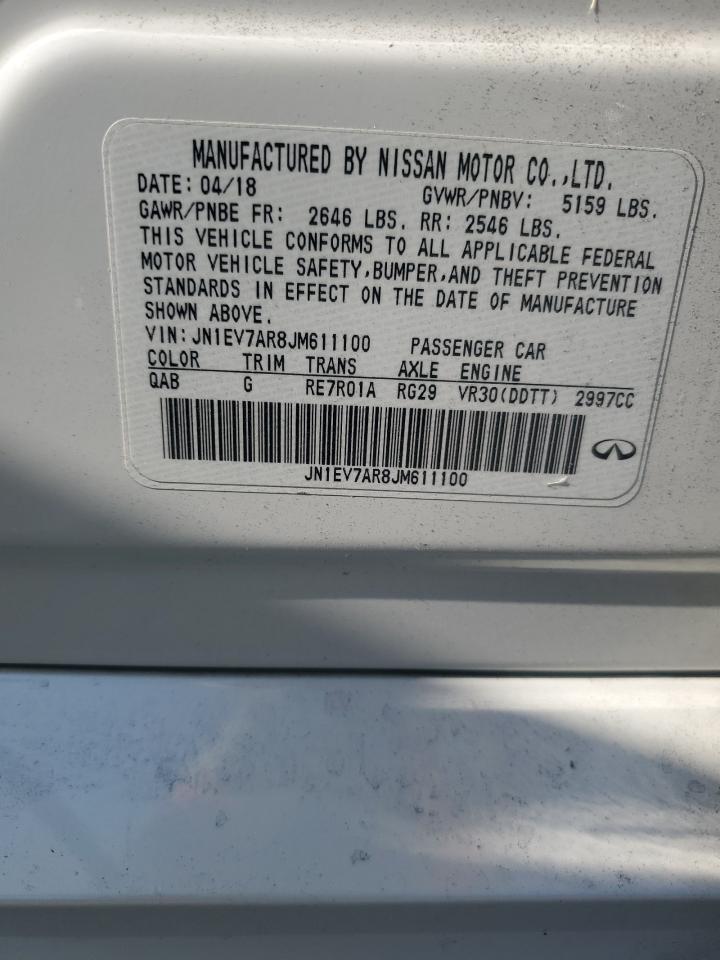 MANUFACTURED BY NISSAN MOTOR CO.,LTD.
DATE: 04/18 GVWR/PNBV: 5159 LBS.
GAWR/PNBE FR: 2646 LBS. RR: 2546 LBS.
THIS VEHICLE CONFORMS TO ALL APPLICABLE FEDERAL
MOTOR VEHICLE SAFETY,BUMPER,AND THEFT PREVENTION
STANDARDS IN EFFECT ON THE DATE OF MANUFACTURE
SHOWN ABOVE.
VIN: JN1EV7AR8JM611100 PASSENGER CAR
COLOR TRIM TRANS AXLE ENGINE
QAB G RE7R01A RG29 VR30(DDTT) 2997CC
JN1EV7AR8JM611100